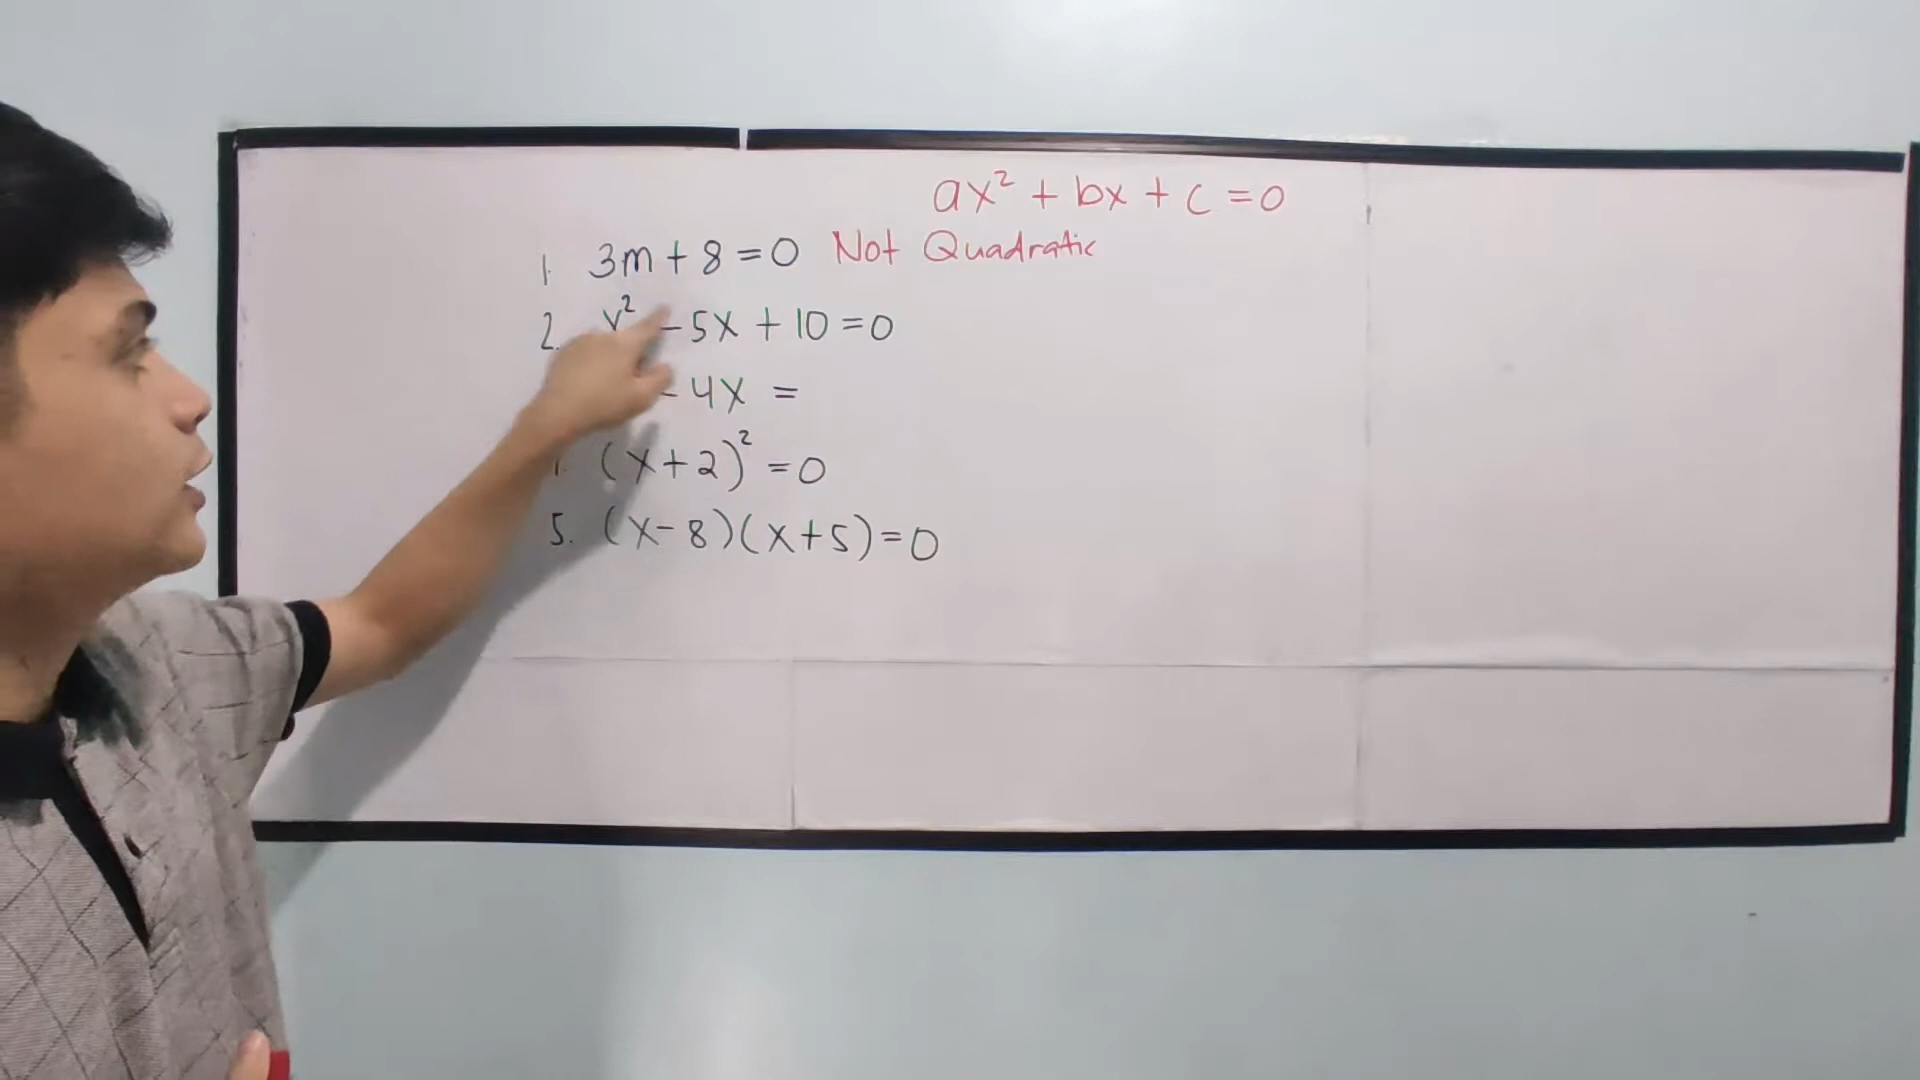 ax² + bx + c = 0
1. 3m + 8 = 0 Not Quadratic
2. x² - 5x + 10 = 0
- 4x =
(x+2)² = 0
5. (x-8)(x+5) = 0